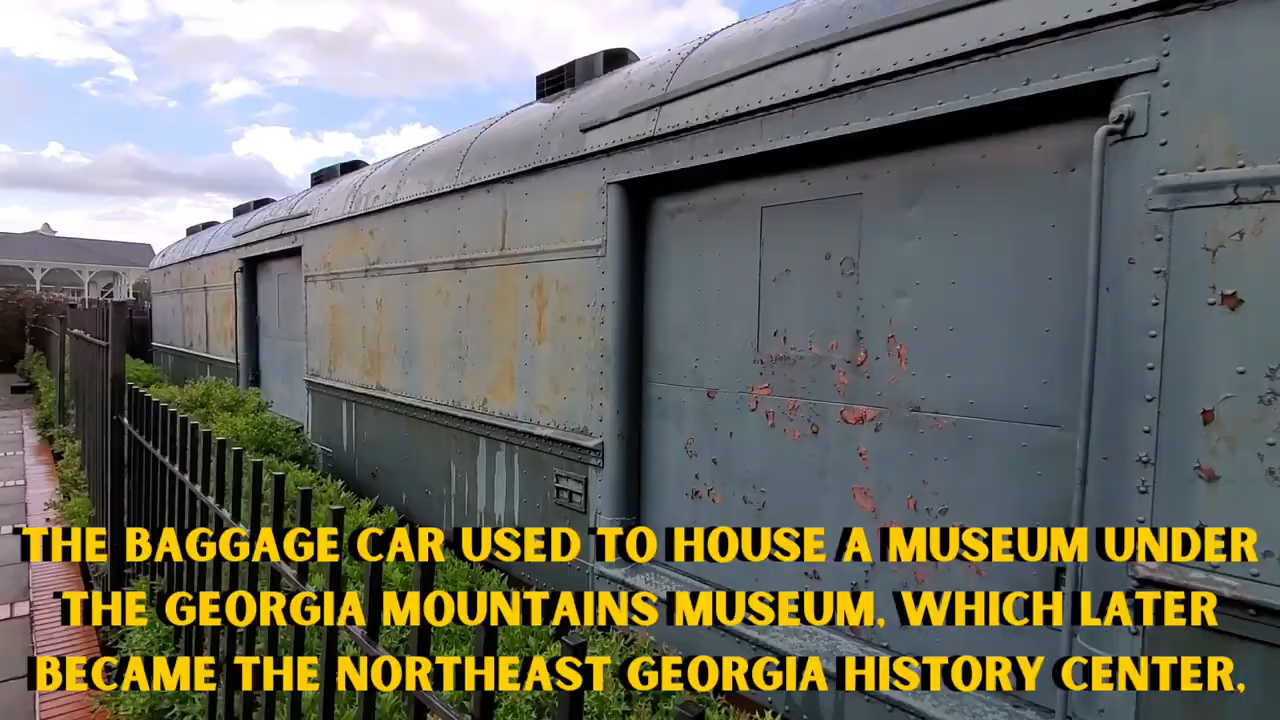 THE BAGGAGE CAR USED TO HOUSE A MUSEUM UNDER
THE GEORGIA MOUNTAINS MUSEUM, WHICH LATER
BECAME THE NORTHEAST GEORGIA HISTORY CENTER,